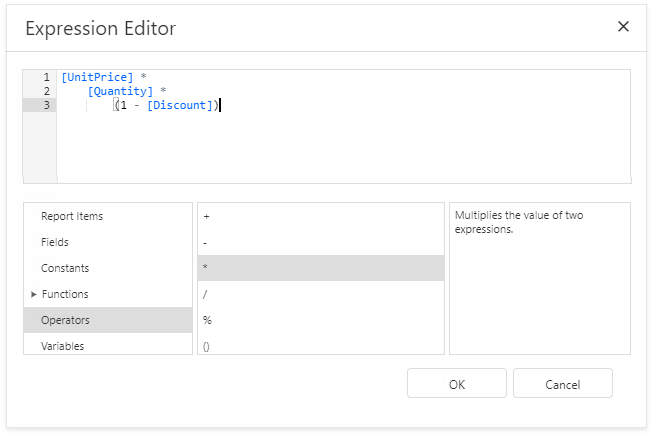 Expression Editor
1 [UnitPrice] *
2 [Quantity] *
3 (1 - [Discount])
Report Items
Fields
Constants
Functions
Operators
Variables
+
-
*
/
%
()
Multiplies the value of two
expressions.
OK
Cancel